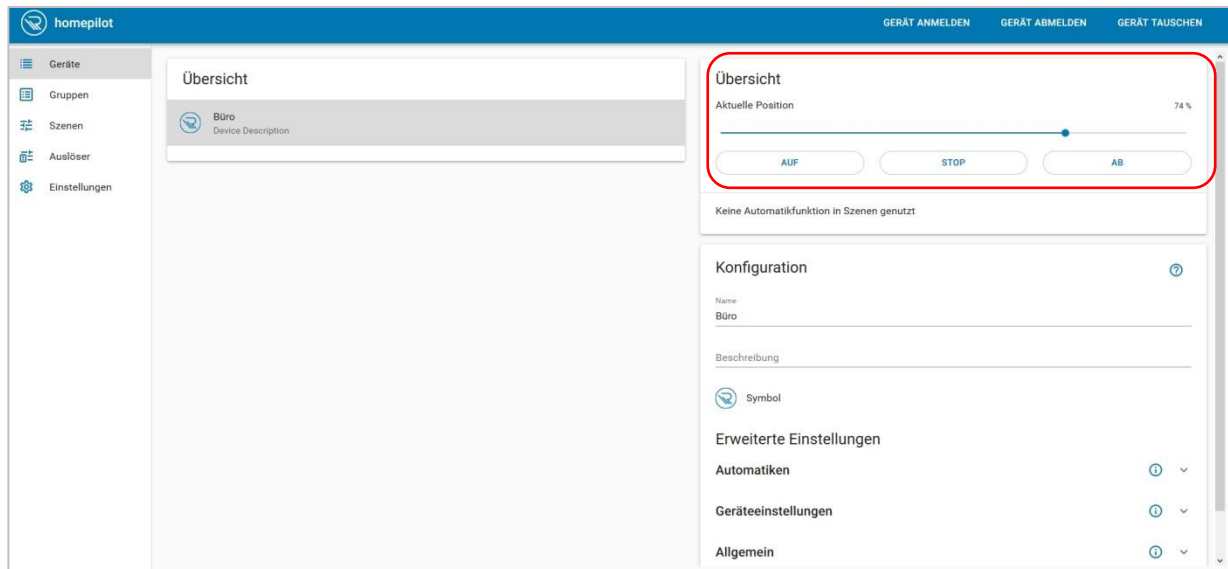 homepilot
GERÄT ANMELDEN GERÄT ABMELDEN GERÄT TAUSCHEN
Geräte
Gruppen
Szenen
Auslöser
Einstellungen
Übersicht
Büro
Device Description
Übersicht
Aktuelle Position 74 %
AUF STOP AB
Keine Automatikfunktion in Szenen genutzt
Konfiguration
Name
Büro
Beschreibung
Symbol
Erweiterte Einstellungen
Automatiken
Geräteeinstellungen
Allgemein